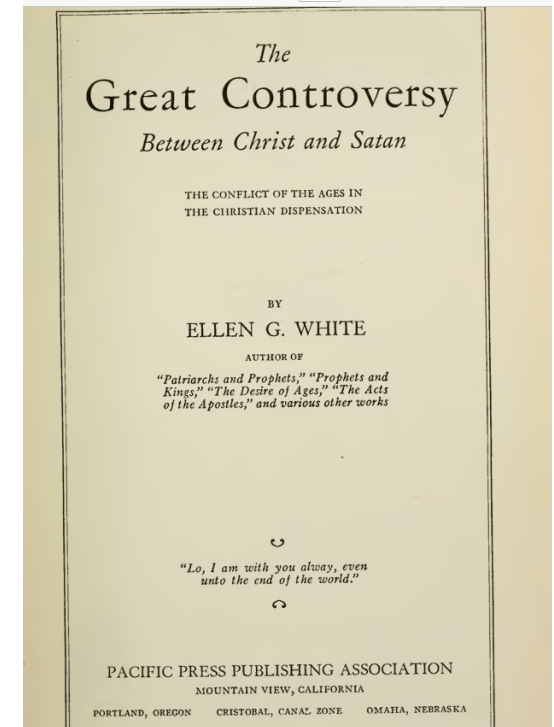 The
Great Controversy
Between Christ and Satan
THE CONFLICT OF THE AGES IN
THE CHRISTIAN DISPENSATION
BY
ELLEN G. WHITE
AUTHOR OF
"Patriarchs and Prophets," "Prophets and
Kings," "The Desire of Ages," "The Acts
of the Apostles," and various other works
"Lo, I am with you alway, even
unto the end of the world."
PACIFIC PRESS PUBLISHING ASSOCIATION
MOUNTAIN VIEW, CALIFORNIA
PORTLAND, OREGON CRISTOBAL, CANAL ZONE OMAHA, NEBRASKA